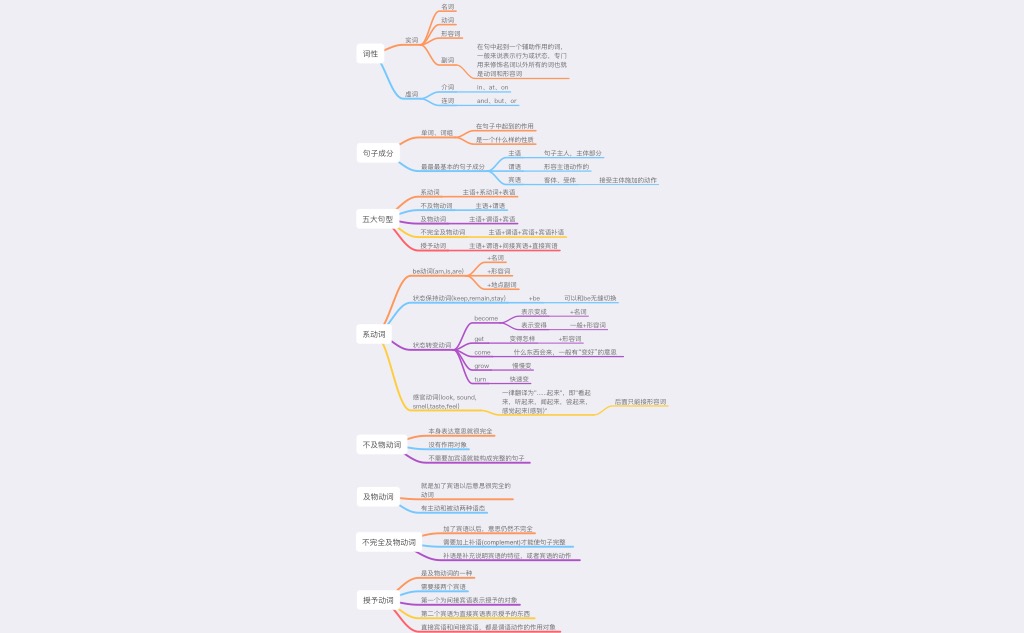 词性
实词
名词
动词
形容词
副词
在句中起到一个辅助作用的词，
一般来说表示行为或状态，专门
用来修饰名词以外所有的词也就
是动词和形容词
虚词
介词
in、at、on
连词
and、but、or
句子成分
单词、词组
在句子中起到的作用
是一个什么样的性质
最最最基本的句子成分
主语
句子主人、主体部分
谓语
形容主语动作的
宾语
客体、受体
接受主体施加的动作
五大句型
系动词
主语+系动词+表语
不及物动词
主语+谓语
及物动词
主语+谓语+宾语
不完全及物动词
主语+谓语+宾语+宾语补语
授予动词
主语+谓语+间接宾语+直接宾语
系动词
be动词(am,is,are)
+名词
+形容词
+地点副词
状态保持动词(keep,remain,stay)
+be
可以和be无缝切换
状态转变动词
become
表示变成
+名词
表示变得
一般+形容词
get
变得怎样
+形容词
come
什么东西会来，一般有“变好”的意思
grow
慢慢变
turn
快速变
感官动词(look, sound,
smell,taste,feel)
一律翻译为“......起来”，即“看起
来，听起来，闻起来，尝起来，
感觉起来(感到)”
后面只能接形容词
不及物动词
本身表达意思就很完全
没有作用对象
不需要加宾语就能构成完整的句子
及物动词
就是加了宾语以后意思很完全的
动词
有主动和被动两种语态
不完全及物动词
加了宾语以后，意思仍然不完全
需要加上补语(complement)才能使句子完整
补语是补充说明宾语的特征，或者宾语的动作
授予动词
是及物动词的一种
需要接两个宾语
第一个为间接宾语表示授予的对象
第二个宾语为直接宾语表示授予的东西
直接宾语和间接宾语，都是谓语动作的作用对象